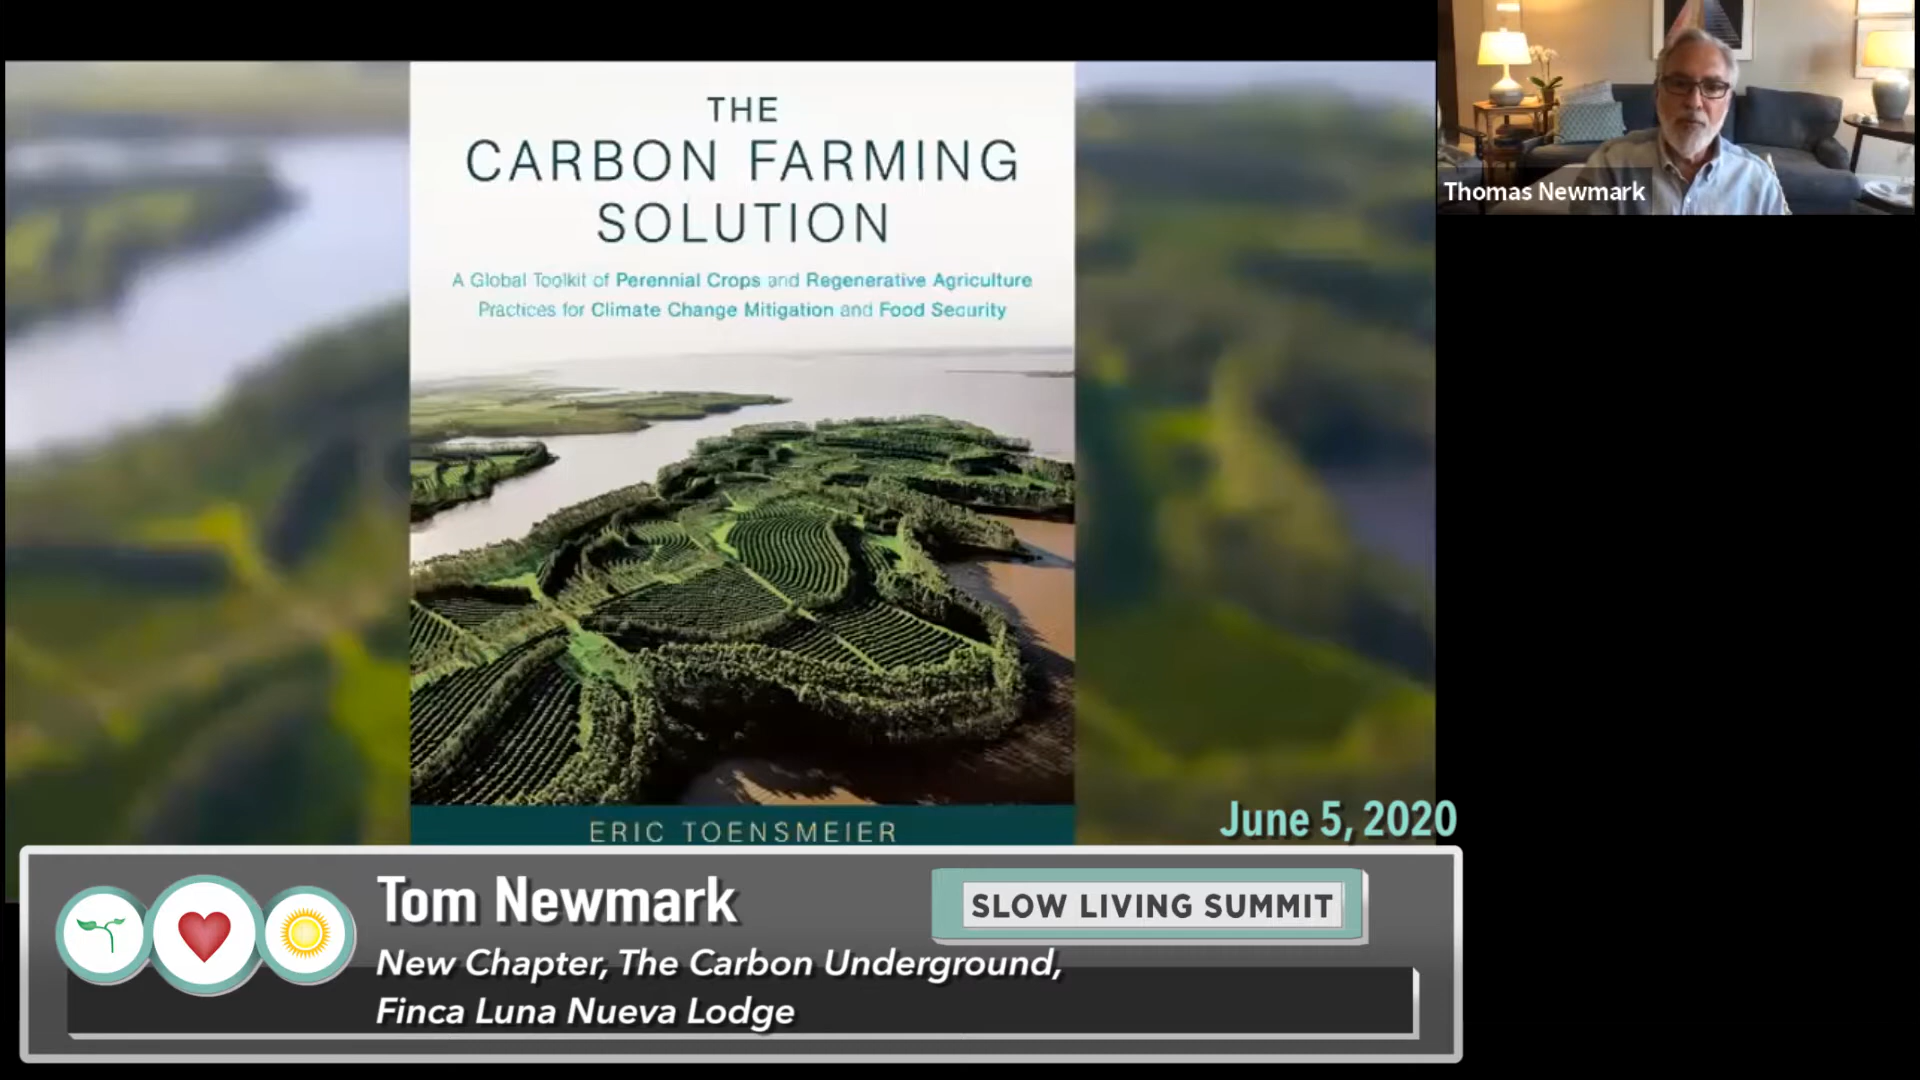 THE
CARBON FARMING
SOLUTION
A Global Toolkit of Perennial Crops and Regenerative Agriculture
Practices for Climate Change Mitigation and Food Security
ERIC TOENSMEIER
Thomas Newmark
June 5, 2020
Tom Newmark
SLOW LIVING SUMMIT
New Chapter, The Carbon Underground,
Finca Luna Nueva Lodge